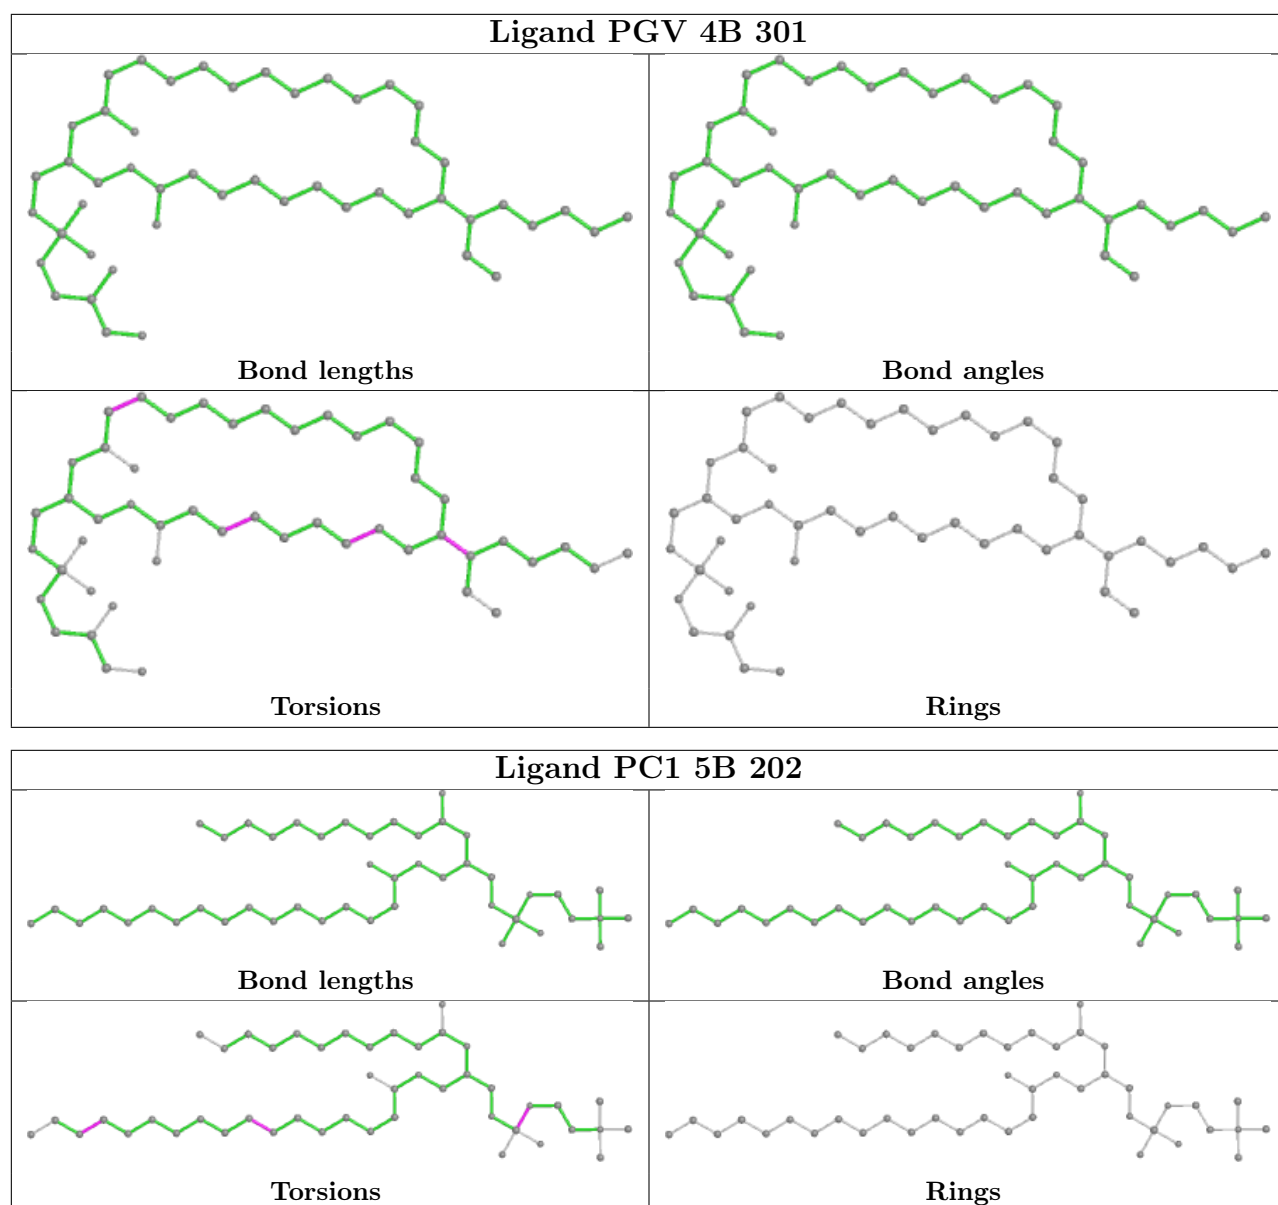 Ligand PGV 4B 301
Bond lengths
Bond angles
Torsions
Rings
Ligand PC1 5B 202
Bond lengths
Bond angles
Torsions
Rings